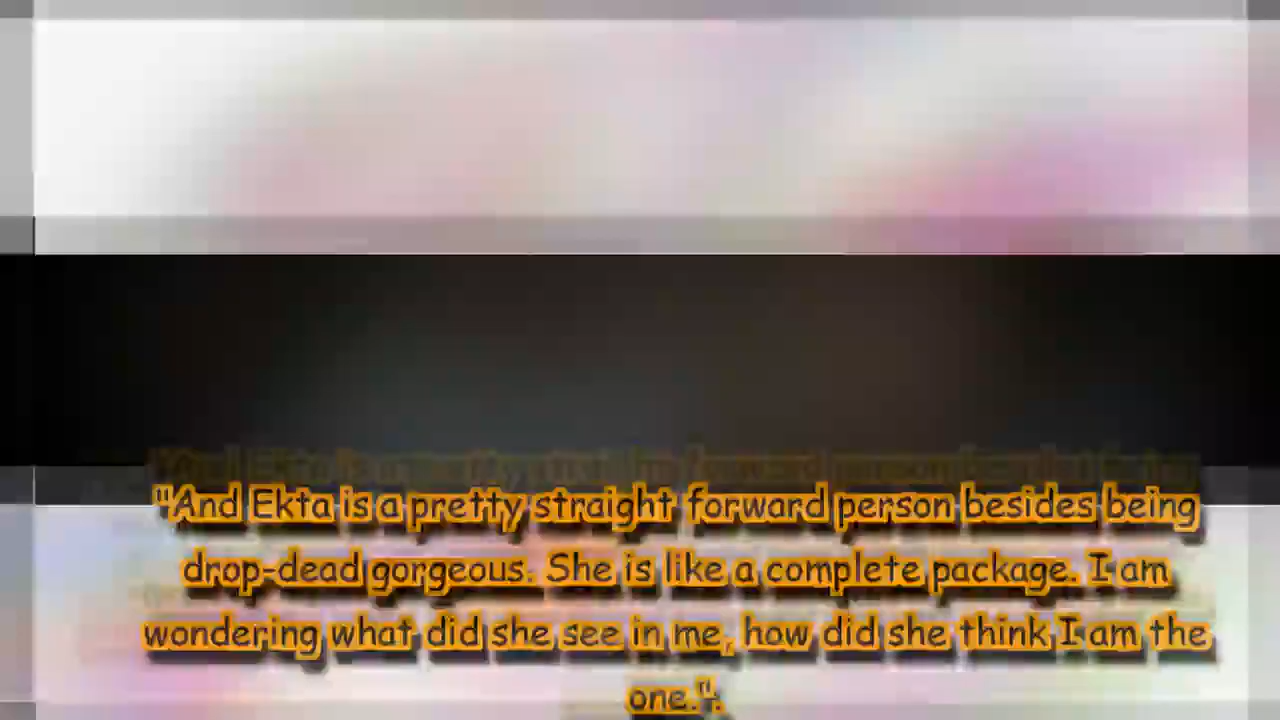 "And Ekta is a pretty straight forward person besides being
drop-dead gorgeous. She is like a complete package. I am
wondering what did she see in me, how did she think I am the
one.".